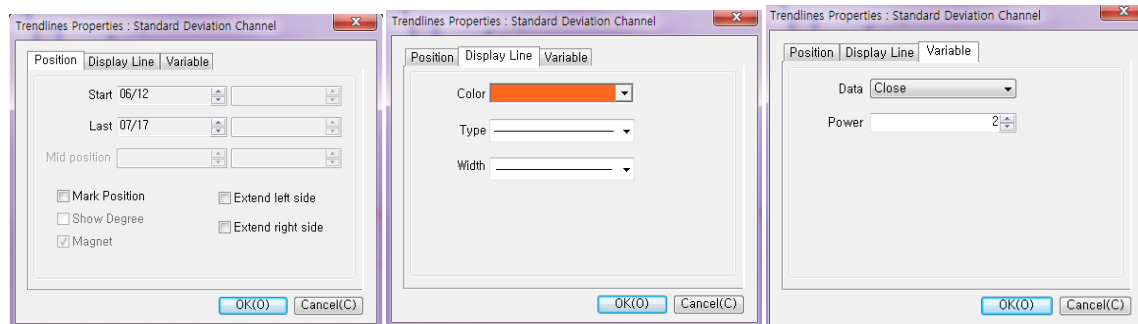 Trendlines Properties : Standard Deviation Channel
Position Display Line Variable
Start 06/12
Last 07/17
Mid position
Mark Position Extend left side
Show Degree Extend right side
Magnet
OK(O) Cancel(C)
Trendlines Properties : Standard Deviation Channel
Position Display Line Variable
Color
Type
Width
OK(O) Cancel(C)
Trendlines Properties : Standard Deviation Channel
Position Display Line Variable
Data Close
Power 2
OK(O) Cancel(C)